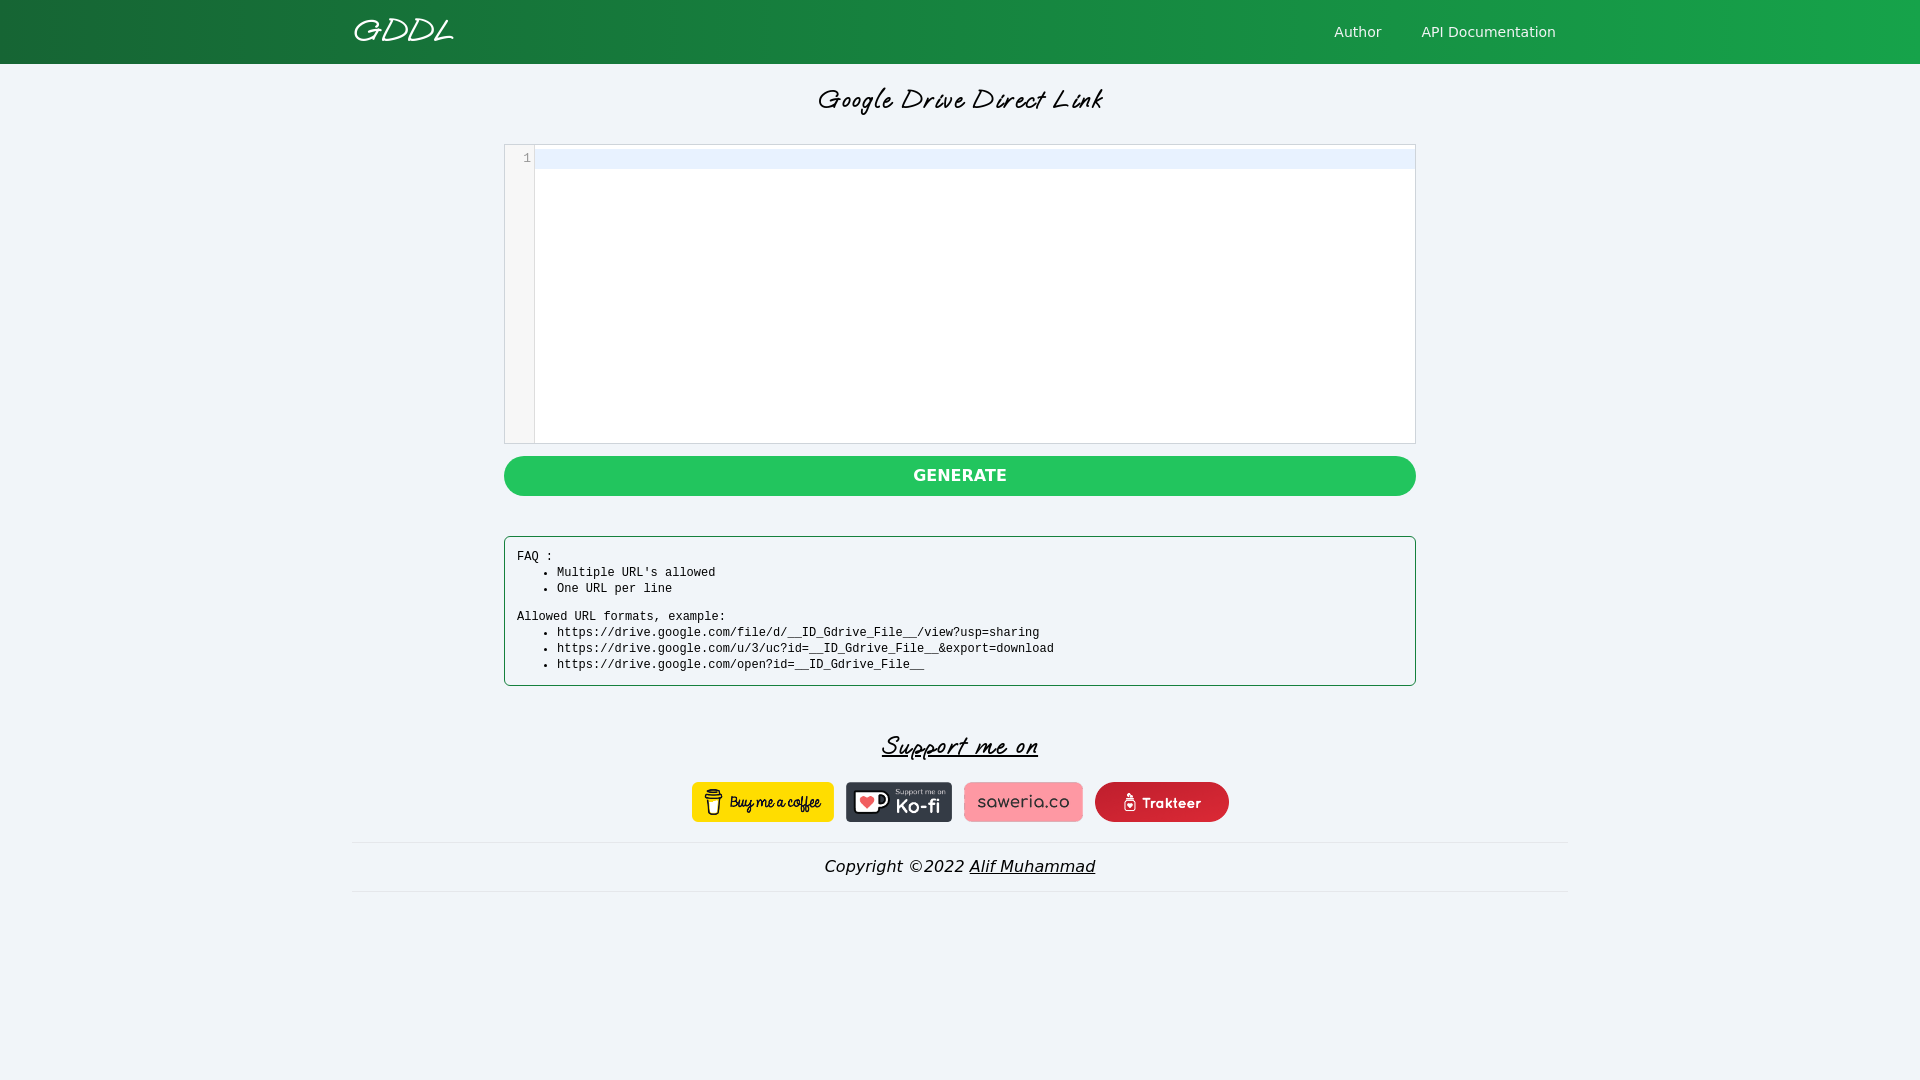 GDDL
Author
API Documentation
Google Drive Direct Link
1
GENERATE
FAQ :
• Multiple URL's allowed
• One URL per line
Allowed URL formats, example:
• https://drive.google.com/file/d/__ID_Gdrive_File__/view?usp=sharing
• https://drive.google.com/u/3/uc?id=__ID_Gdrive_File__&export=download
• https://drive.google.com/open?id=__ID_Gdrive_File__
Support me on
Buy me a coffee
Support me on
Ko-fi
saweria.co
Trakteer
Copyright ©2022 Alif Muhammad